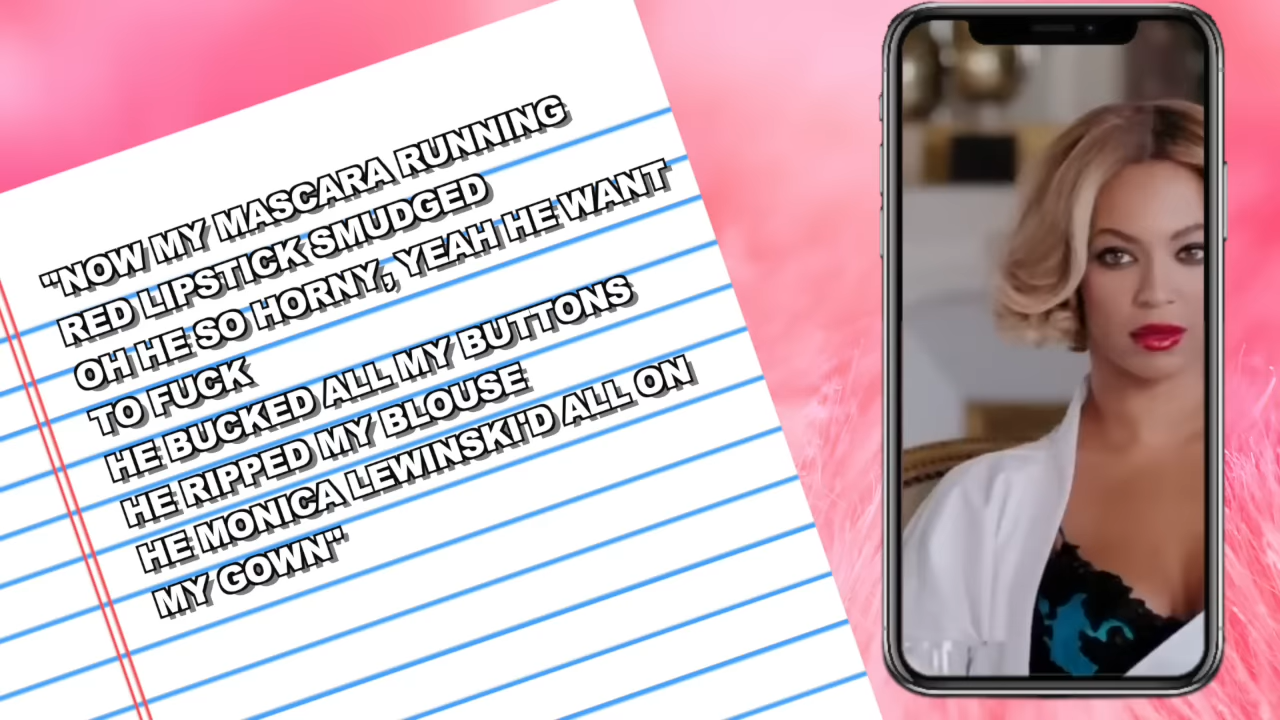 "NOW MY MASCARA RUNNING
RED LIPSTICK SMUDGED
OH HE SO HORNY, YEAH HE WANT
TO FUCK
HE BUCKED ALL MY BUTTONS
HE RIPPED MY BLOUSE
HE MONICA LEWINSKI'D ALL ON
MY GOWN"